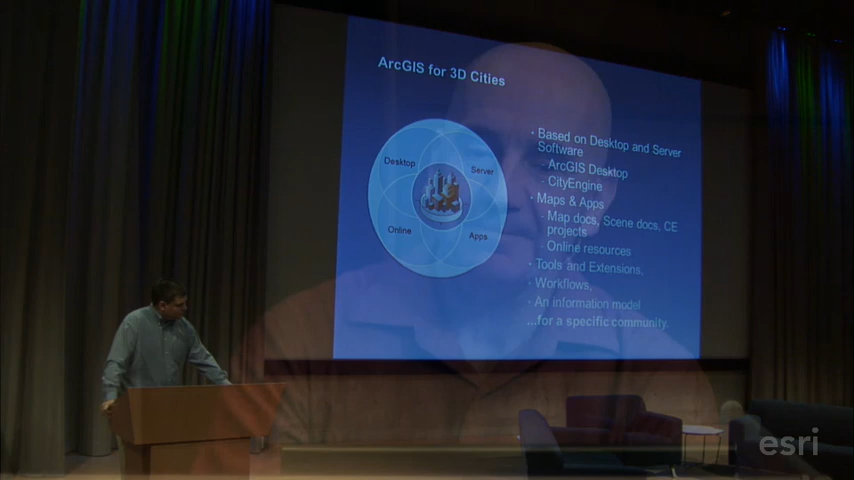 ArcGIS for 3D Cities
Desktop
Server
Online
Apps
• Based on Desktop and Server
Software
- ArcGIS Desktop
- CityEngine
• Maps & Apps
- Map docs, Scene docs, CE
projects
- Online resources
• Tools and Extensions,
• Workflows,
• An information model
...for a specific community.
esri